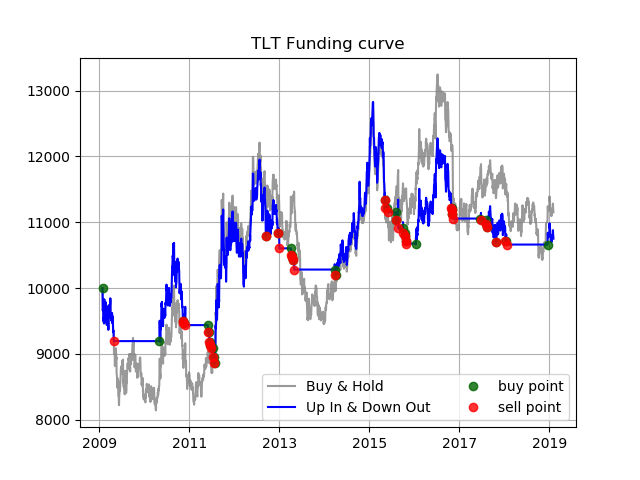 TLT Funding curve
13000
12000
11000
10000
9000
8000
Buy & Hold
Up In & Down Out
buy point
sell point
2009 2011 2013 2015 2017 2019